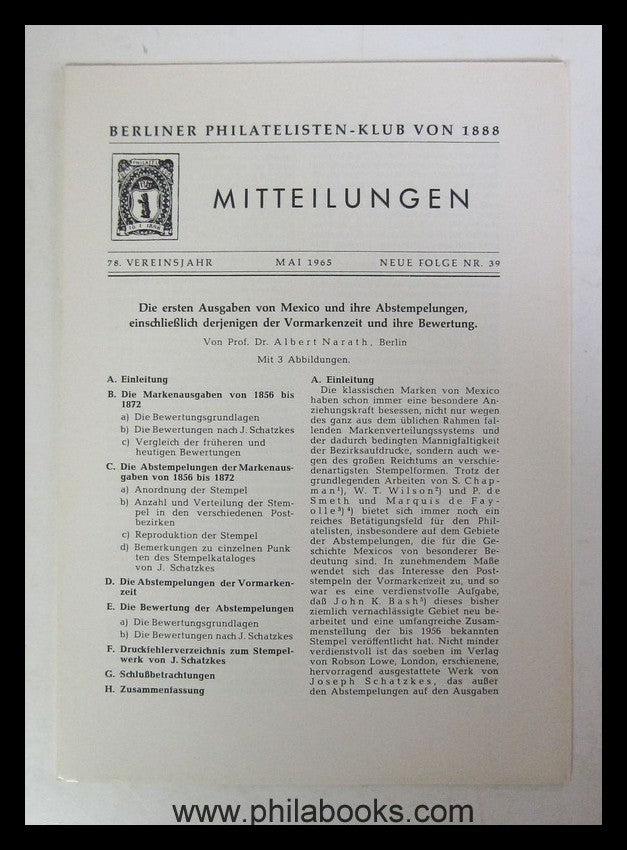 BERLINER PHILATELISTEN-KLUB VON 1888
MITTEILUNGEN
78. VEREINSJAHR MAI 1965 NEUE FOLGE NR. 39
Die ersten Ausgaben von Mexico und ihre Abstempelungen,
einschließlich derjenigen der Vormarkenzeit und ihre Bewertung.
Von Prof. Dr. Albert Narath, Berlin
Mit 3 Abbildungen.
A. Einleitung
B. Die Markenausgaben von 1856 bis
1872
a) Die Bewertungsgrundlagen
b) Die Bewertungen nach J. Schatzkes
c) Vergleich der früheren und
heutigen Bewertungen
C. Die Abstempelungen der Markenaus-
gaben von 1856 bis 1872
a) Anordnung der Stempel
b) Anzahl und Verteilung der Stem-
pel in den verschiedenen Post-
bezirken
c) Reproduktion der Stempel
d) Bemerkungen zu einzelnen Punk
ten des Stempelkataloges
von J. Schatzkes
D. Die Abstempelungen der Vormarken-
zeit
E. Die Bewertung der Abstempelungen
a) Die Bewertungsgrundlagen
b) Die Bewertungen nach J. Schatzkes
F. Druckfehlerverzeichnis zum Stempel-
werk von J. Schatzkes
G. Schlußbetrachtungen
H. Zusammenfassung
A. Einleitung
Die klassischen Marken von Mexico
haben schon immer eine besondere An-
ziehungskraft besessen, nicht nur wegen
des ganz aus dem üblichen Rahmen fal-
lenden Markenverteilungssystems und
der dadurch bedingten Mannigfaltigkeit
der Bezirksaufdrucke, sondern auch we-
gen des großen Reichtums an verschie-
denartigsten Stempelformen. Trotz der
grundlegenden Arbeiten von S. Chap-
man¹), W. T. Wilson²) und P. de
Smeth und Marquis de Fay-
olle³) ⁴) bietet sich immer noch ein
reiches Betätigungsfeld für den Phil-
atelisten, insbesondere auf dem Gebiete
der Abstempelungen, die für die Ge-
schichte Mexicos von besonderer Be-
deutung sind. In zunehmendem Maße
wendet sich das Interesse den Post-
stempeln der Vormarkenzeit zu, und so
war es eine verdienstvolle Aufgabe,
daß John K. Bash⁵) dieses bisher
ziemlich vernachlässigte Gebiet neu be-
arbeitet und eine umfangreiche Zusam-
menstellung der bis 1956 bekannten
Stempel veröffentlicht hat. Nicht minder
verdienstvoll ist das soeben im Verlag
von Robson Lowe, London, erschienene,
hervorragend ausgestattete Werk von
Joseph Schatzkes, das außer
den Abstempelungen auf den Ausgaben
www.philabooks.com